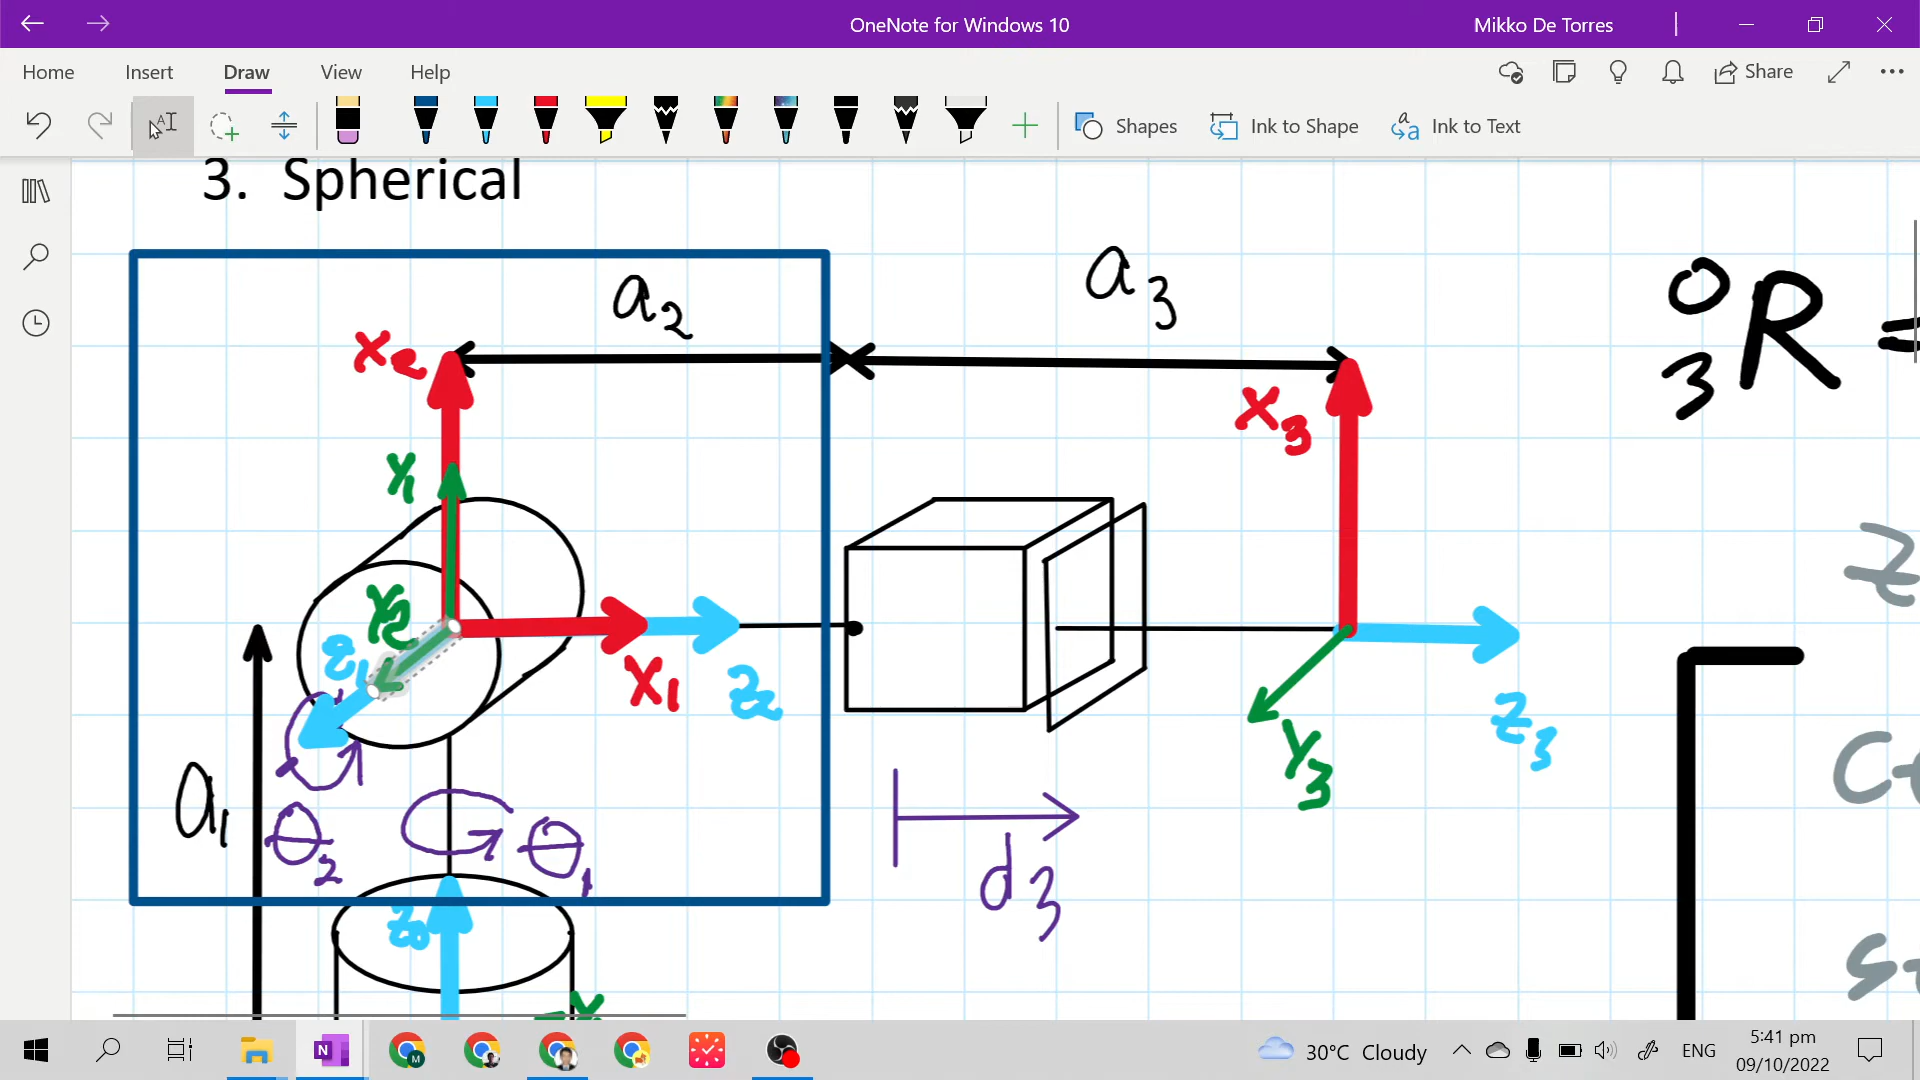 OneNote for Windows 10
Mikko De Torres
Home Insert Draw View Help
Share
Shapes Ink to Shape Ink to Text
3. Spherical
a2
a3
0
3 R =
x2
x3
y1
y2
z1
x1
z2
z3
y3
a1
θ2
θ1
d3
z0
y
z
c
s
30°C Cloudy
ENG
5:41 pm
09/10/2022